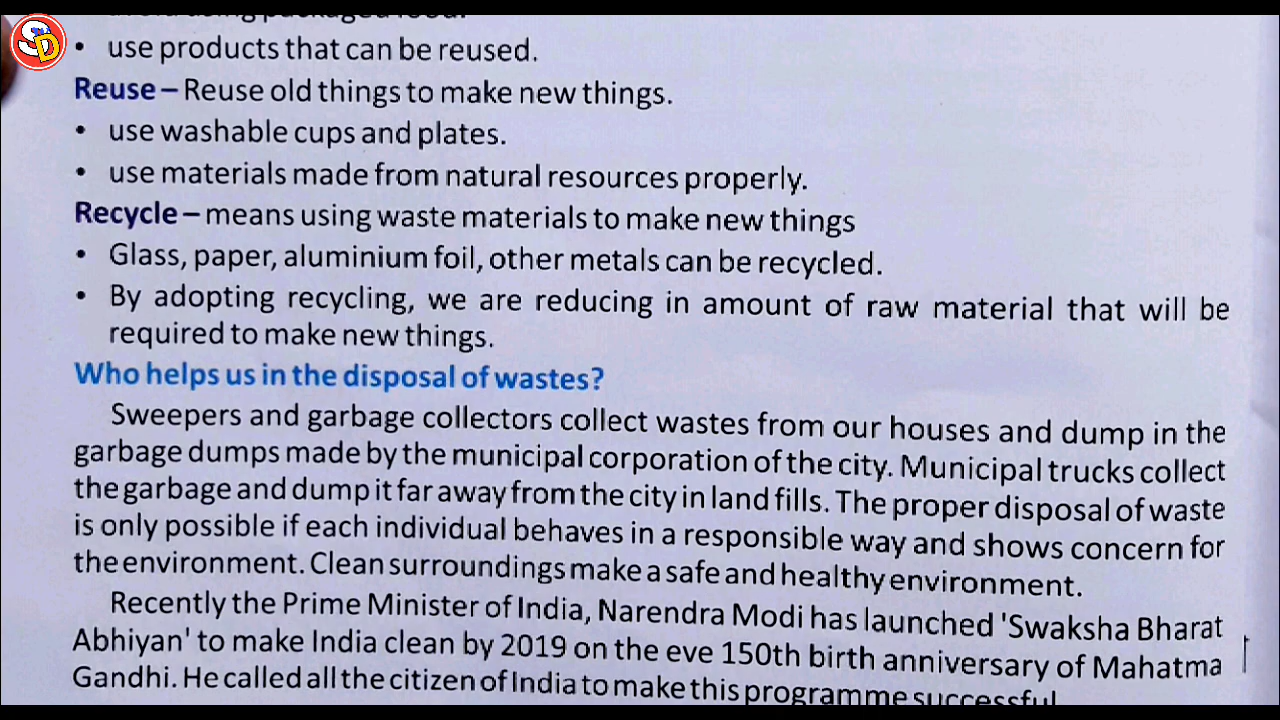 packaged food.
SD
• use products that can be reused.
Reuse – Reuse old things to make new things.
• use washable cups and plates.
• use materials made from natural resources properly.
Recycle – means using waste materials to make new things
• Glass, paper, aluminium foil, other metals can be recycled.
• By adopting recycling, we are reducing in amount of raw material that will be
required to make new things.
Who helps us in the disposal of wastes?
Sweepers and garbage collectors collect wastes from our houses and dump in the
garbage dumps made by the municipal corporation of the city. Municipal trucks collect
the garbage and dump it far away from the city in land fills. The proper disposal of waste
is only possible if each individual behaves in a responsible way and shows concern for
the environment. Clean surroundings make a safe and healthy environment.
Recently the Prime Minister of India, Narendra Modi has launched 'Swaksha Bharat
Abhiyan' to make India clean by 2019 on the eve 150th birth anniversary of Mahatma
Gandhi. He called all the citizen of India to make this programme successful